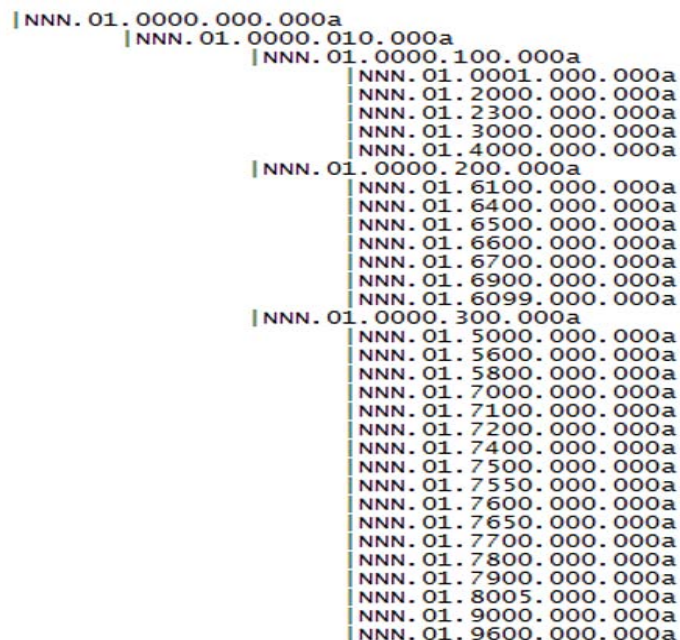 |NNN.01.0000.000.000a
|NNN.01.0000.010.000a
|NNN.01.0000.100.000a
|NNN.01.0001.000.000a
|NNN.01.2000.000.000a
|NNN.01.2300.000.000a
|NNN.01.3000.000.000a
|NNN.01.4000.000.000a
|NNN.01.0000.200.000a
|NNN.01.6100.000.000a
|NNN.01.6400.000.000a
|NNN.01.6500.000.000a
|NNN.01.6600.000.000a
|NNN.01.6700.000.000a
|NNN.01.6900.000.000a
|NNN.01.6099.000.000a
|NNN.01.0000.300.000a
|NNN.01.5000.000.000a
|NNN.01.5600.000.000a
|NNN.01.5800.000.000a
|NNN.01.7000.000.000a
|NNN.01.7100.000.000a
|NNN.01.7200.000.000a
|NNN.01.7400.000.000a
|NNN.01.7500.000.000a
|NNN.01.7550.000.000a
|NNN.01.7600.000.000a
|NNN.01.7650.000.000a
|NNN.01.7700.000.000a
|NNN.01.7800.000.000a
|NNN.01.7900.000.000a
|NNN.01.8005.000.000a
|NNN.01.9000.000.000a
|NNN.01.9600.000.000a